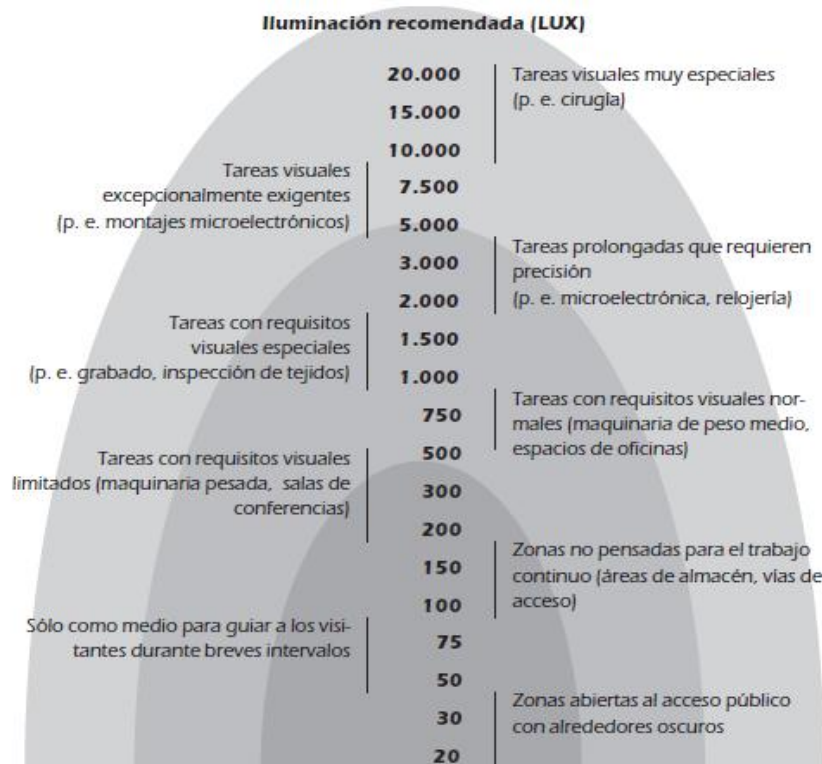 Iluminación recomendada (LUX)
20.000
Tareas visuales muy especiales
(p. e. cirugía)
15.000
10.000
Tareas visuales
excepcionalmente exigentes
(p. e. montajes microelectrónicos)
7.500
5.000
Tareas prolongadas que requieren
precisión
(p. e. microelectrónica, relojería)
3.000
2.000
Tareas con requisitos
visuales especiales
(p. e. grabado, inspección de tejidos)
1.500
1.000
Tareas con requisitos visuales nor-
males (maquinaria de peso medio,
espacios de oficinas)
750
500
Tareas con requisitos visuales
limitados (maquinaria pesada, salas de
conferencias)
300
200
Zonas no pensadas para el trabajo
continuo (áreas de almacén, vías de
acceso)
150
100
Sólo como medio para guiar a los visi-
tantes durante breves intervalos
75
50
Zonas abiertas al acceso público
con alrededores oscuros
30
20